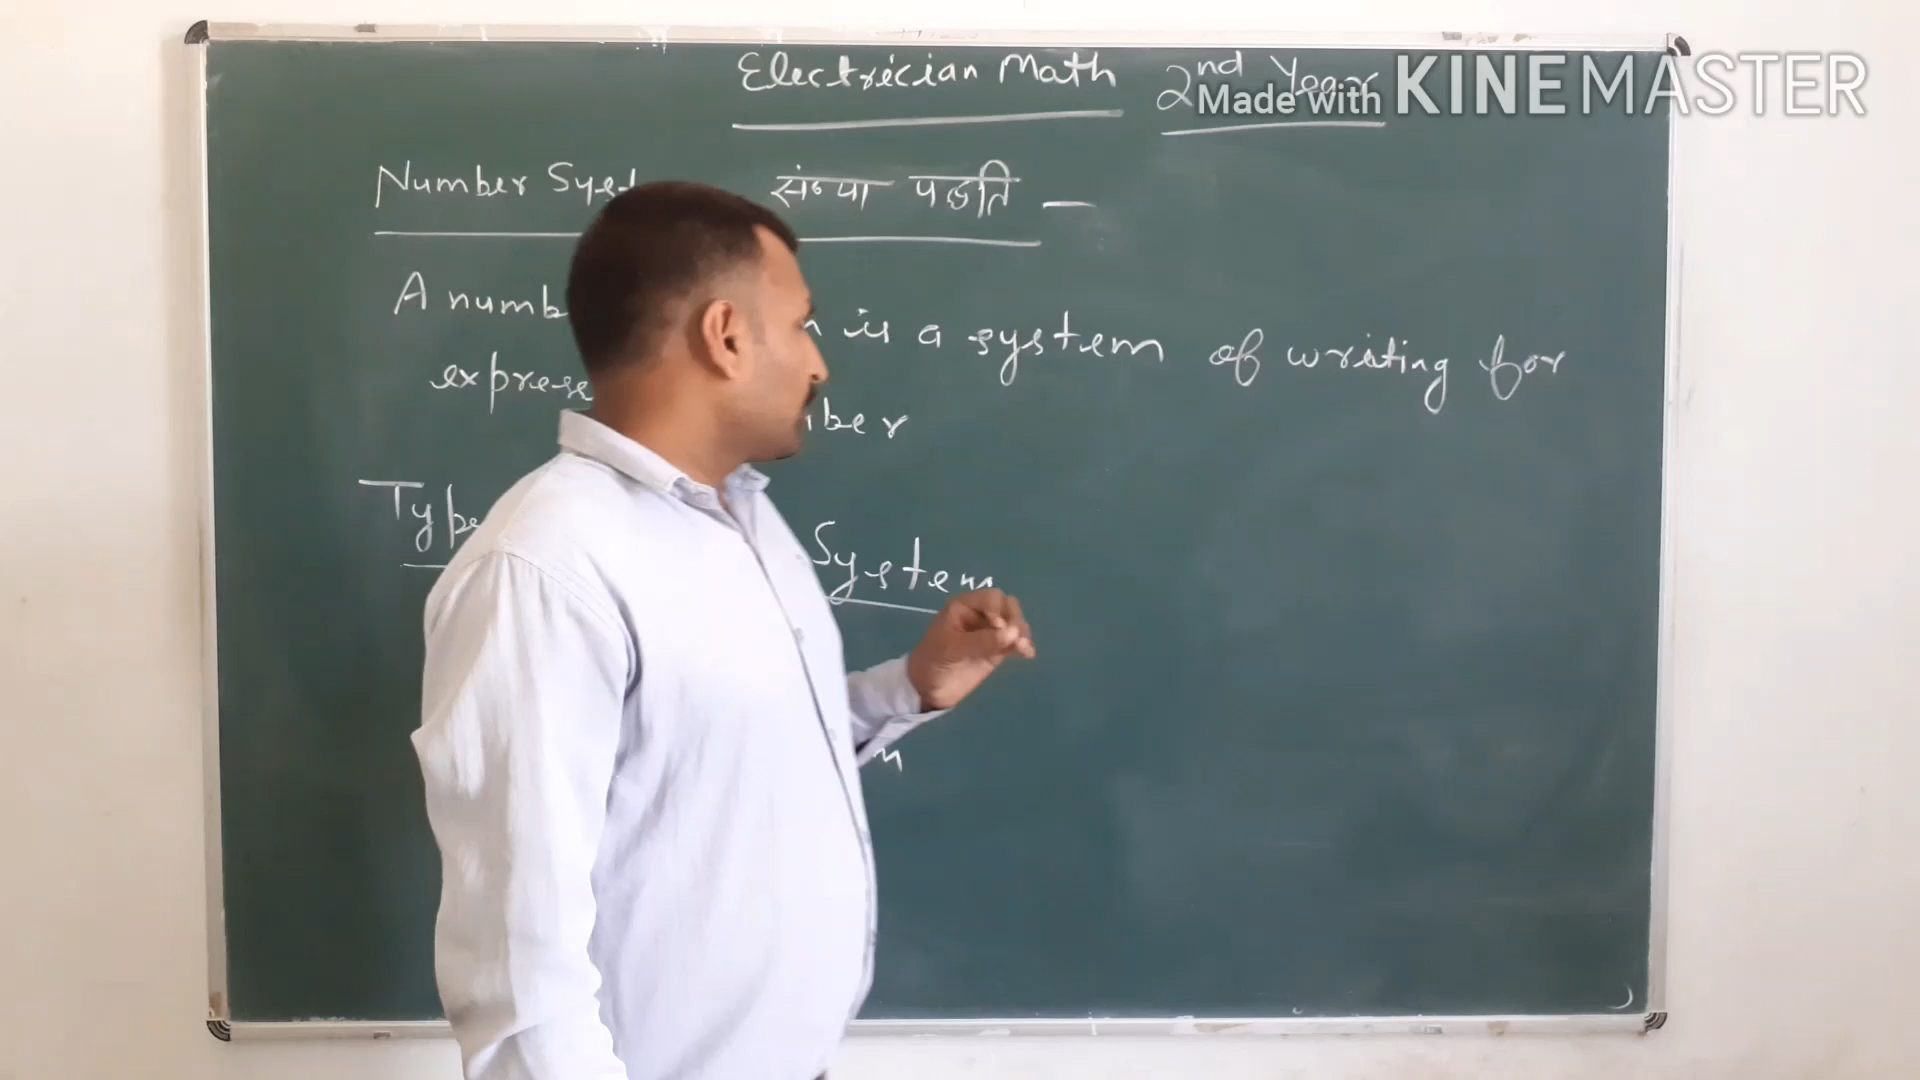 Electrician Math 2nd Year
Made with KINEMASTER
Number Syst संख्या पद्धति —
A numb n is a system of writing for
express ber
Type System
m